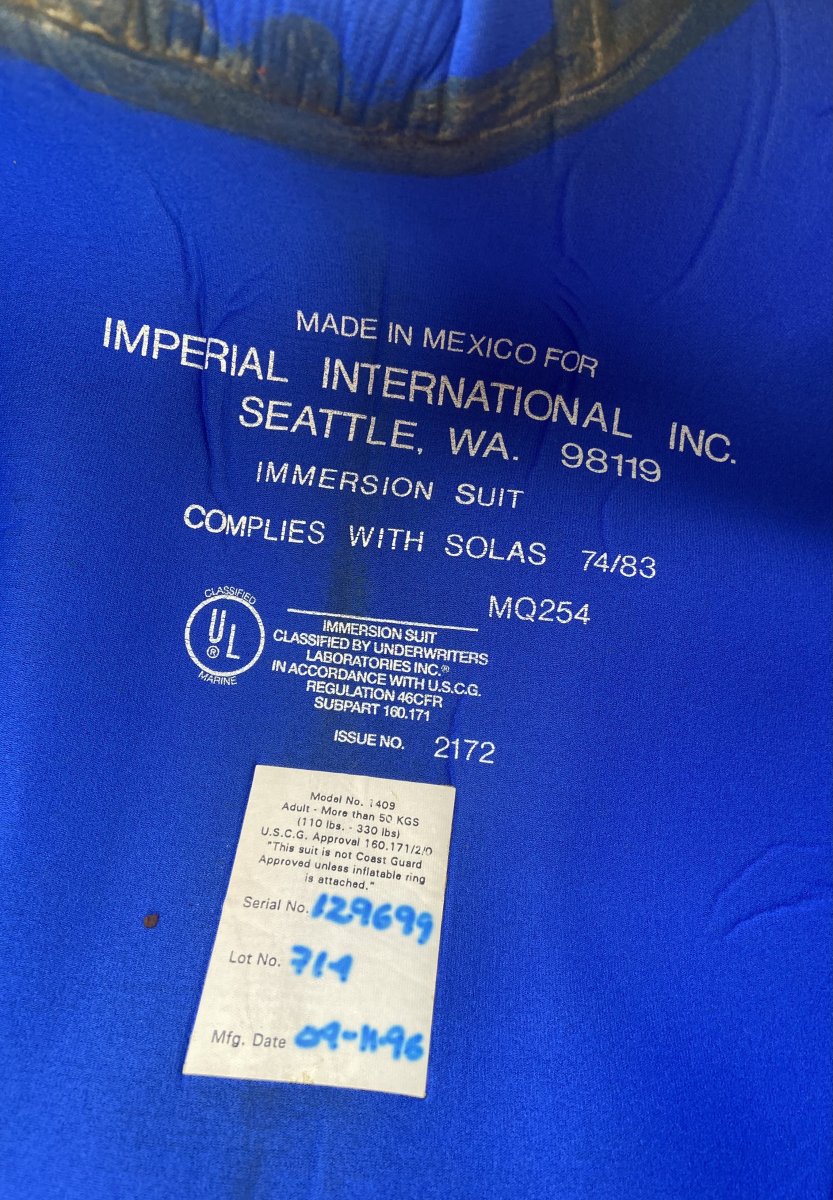 MADE IN MEXICO FOR
IMPERIAL INTERNATIONAL INC.
SEATTLE, WA. 98119
IMMERSION SUIT
COMPLIES WITH SOLAS 74/83
MQ254
CLASSIFIED
UL
®
MARINE
IMMERSION SUIT
CLASSIFIED BY UNDERWRITERS
LABORATORIES INC.®
IN ACCORDANCE WITH U.S.C.G.
REGULATION 46CFR
SUBPART 160.171
ISSUE NO. 2172
Model No. 1409
Adult - More than 50 KGS
(110 lbs. - 330 lbs)
U.S.C.G. Approval 160.171/2/0
"This suit is not Coast Guard
Approved unless inflatable ring
is attached."
Serial No. 129699
Lot No. 714
Mfg. Date 09-11-96